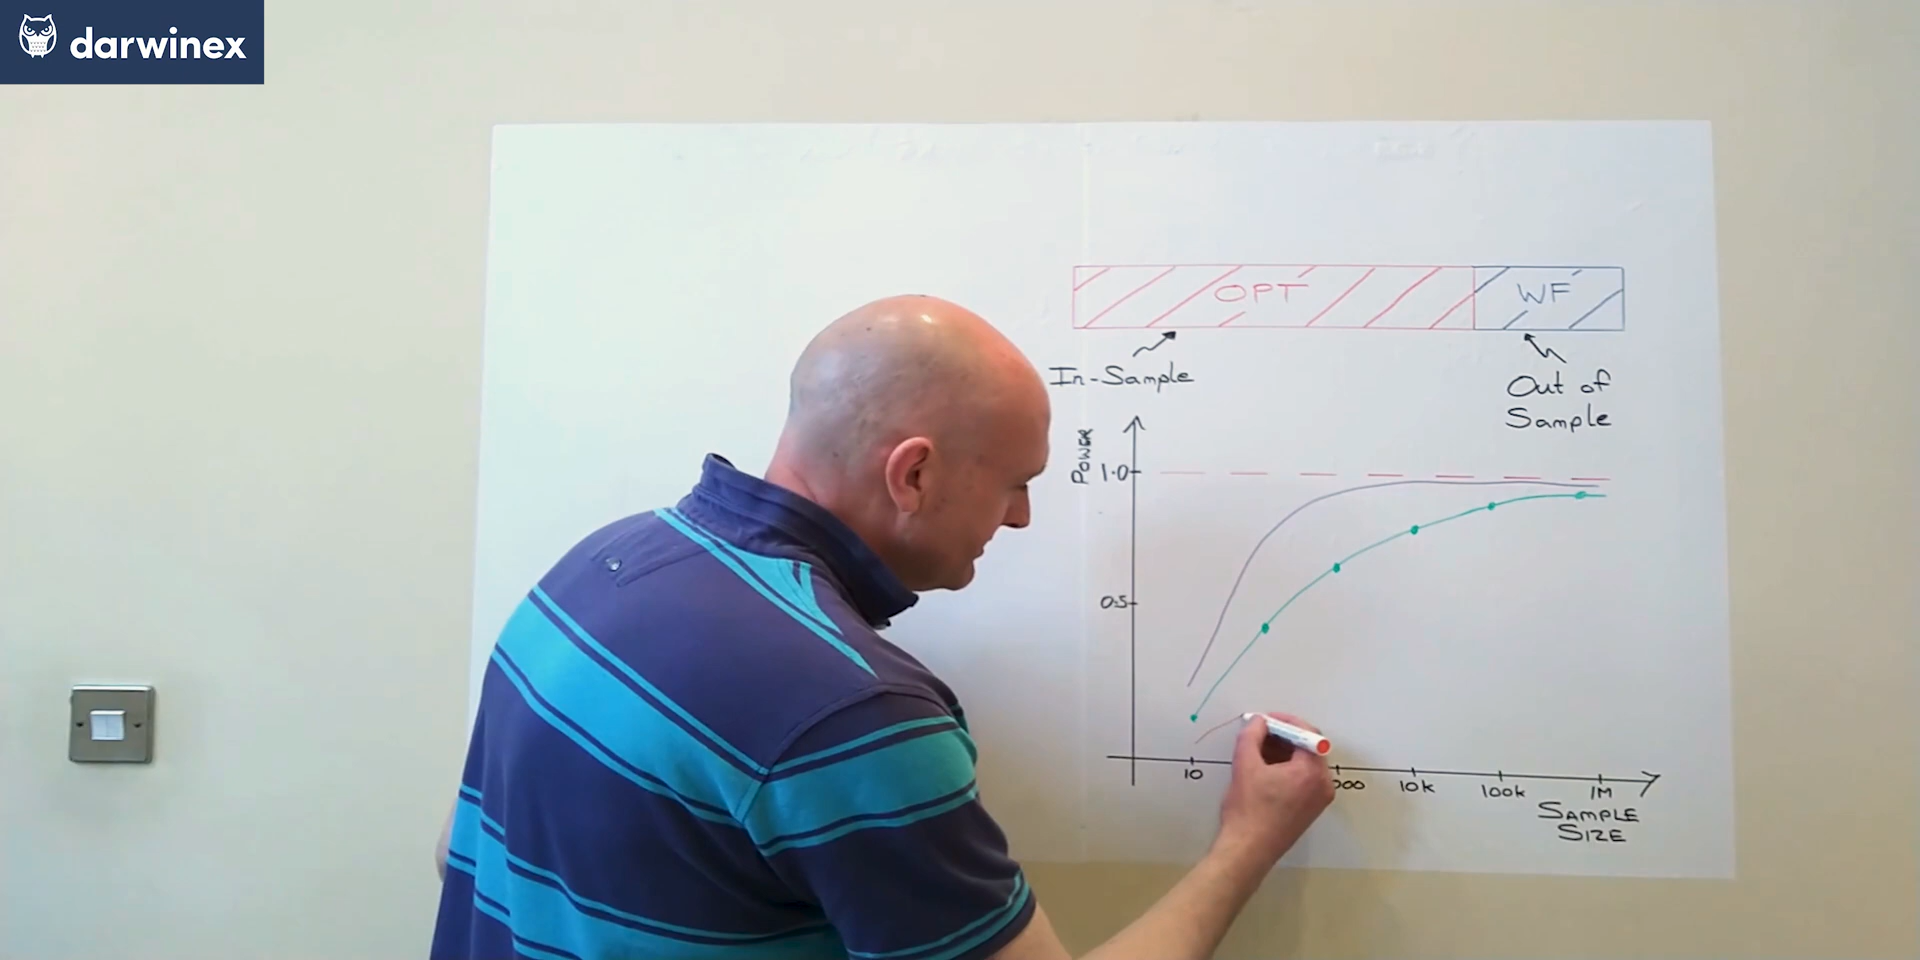 darwinex
OPT
WF
In-Sample
Out of
Sample
POWER
1.0
0.5
10
10k
100k
1M
SAMPLE
SIZE